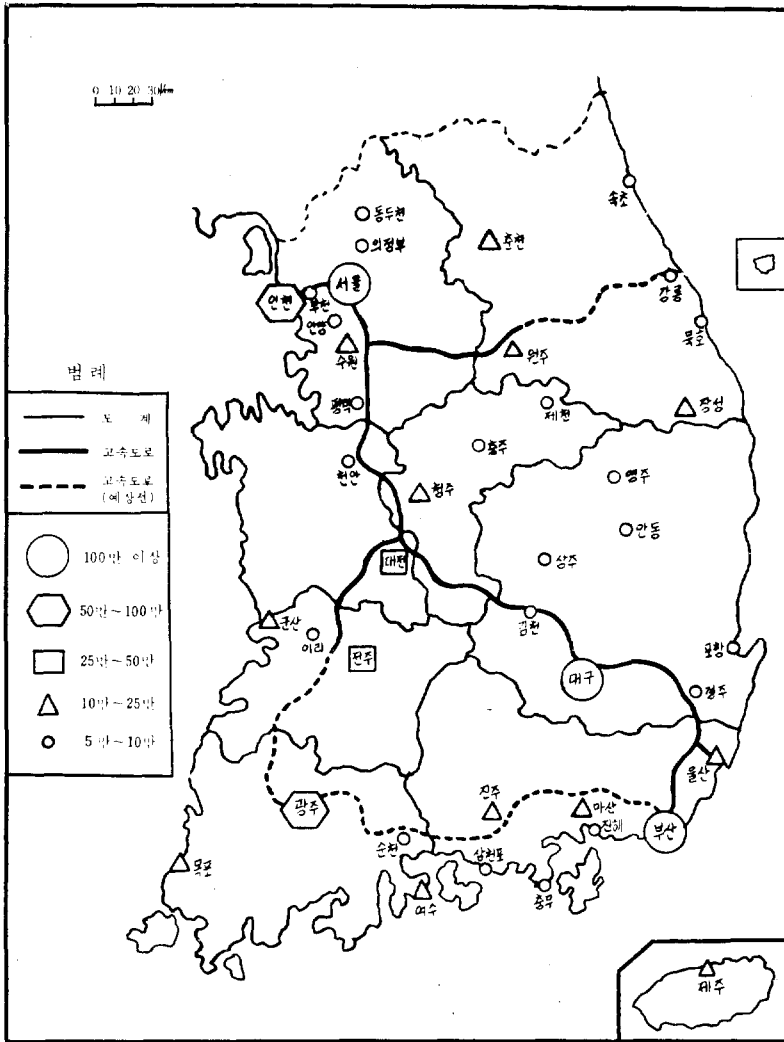 0 10 20 30km
속초
동두천
의정부
춘천
서울
인천
부천
안양
강릉
묵호
수원
원주
범례
평택
제천
장성
도계
고속도로
고속도로
(예상선)
충주
천안
청주
영주
안동
100만 이상
대전
상주
50만~100만
군산
이리
김천
포항
25만~50만
전주
대구
경주
10만~25만
5만~10만
울산
광주
진주
마산
진해
부산
순천
삼천포
목포
여수
충무
제주